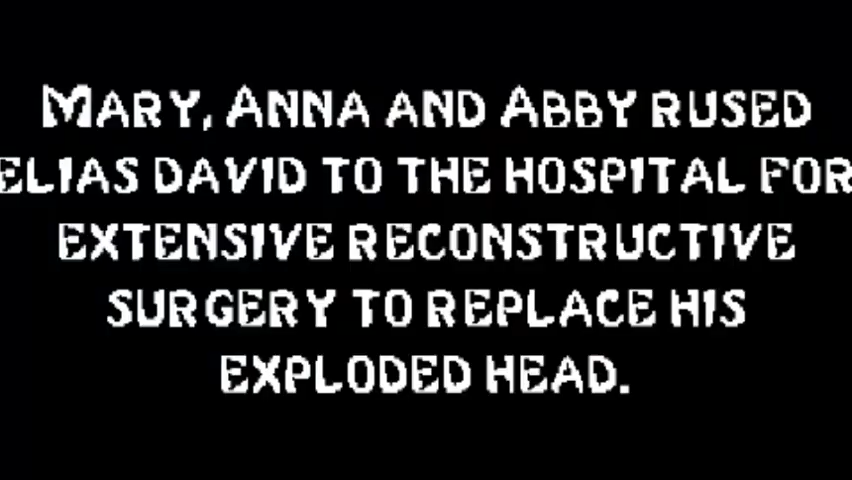 Mary, Anna and Abby rused
elias david to the hospital for
extensive reconstructive
surgery to replace his
exploded head.